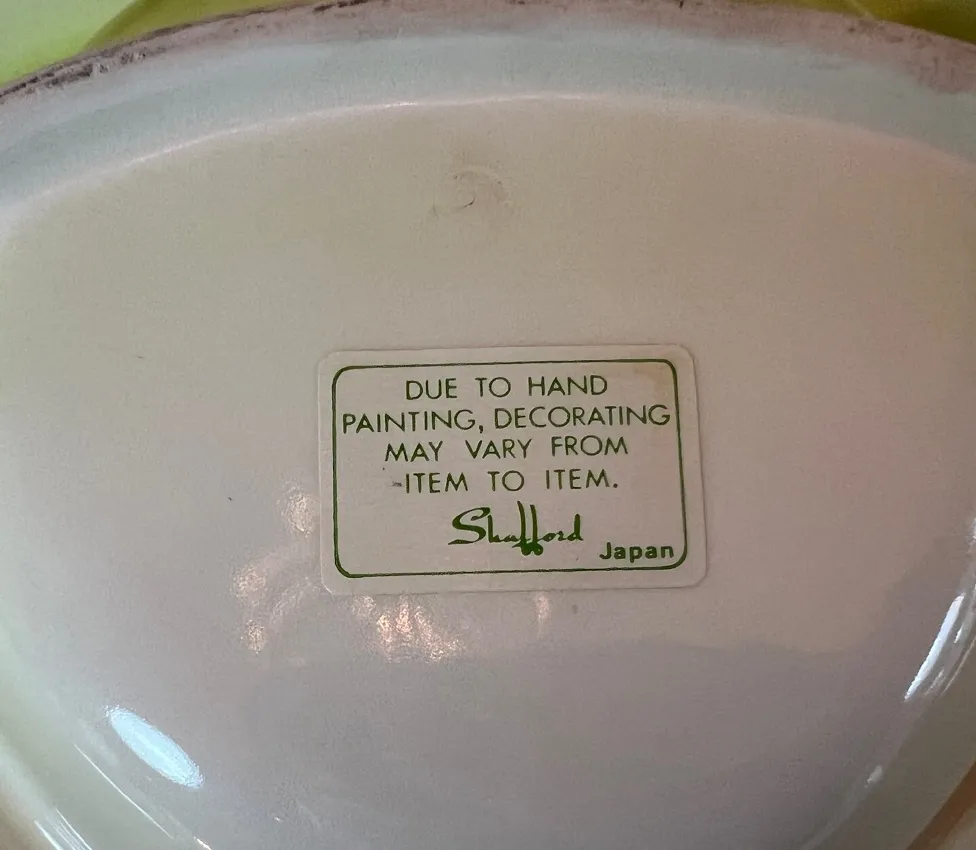 DUE TO HAND
PAINTING, DECORATING
MAY VARY FROM
ITEM TO ITEM.
Shafford
Japan